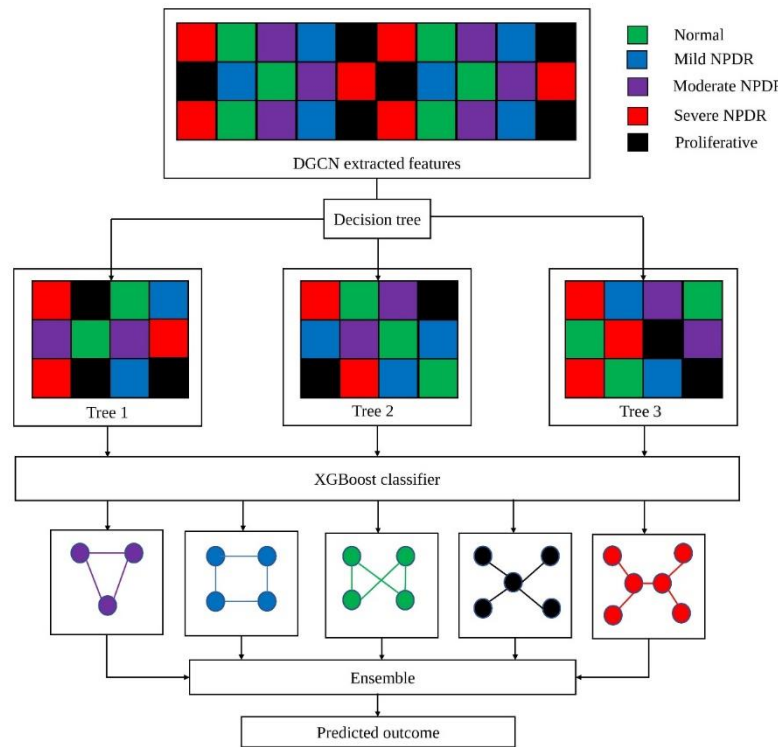 Normal
Mild NPDR
Moderate NPDR
Severe NPDR
Proliferative
DGCN extracted features
Decision tree
Tree 1
Tree 2
Tree 3
XGBoost classifier
Ensemble
Predicted outcome